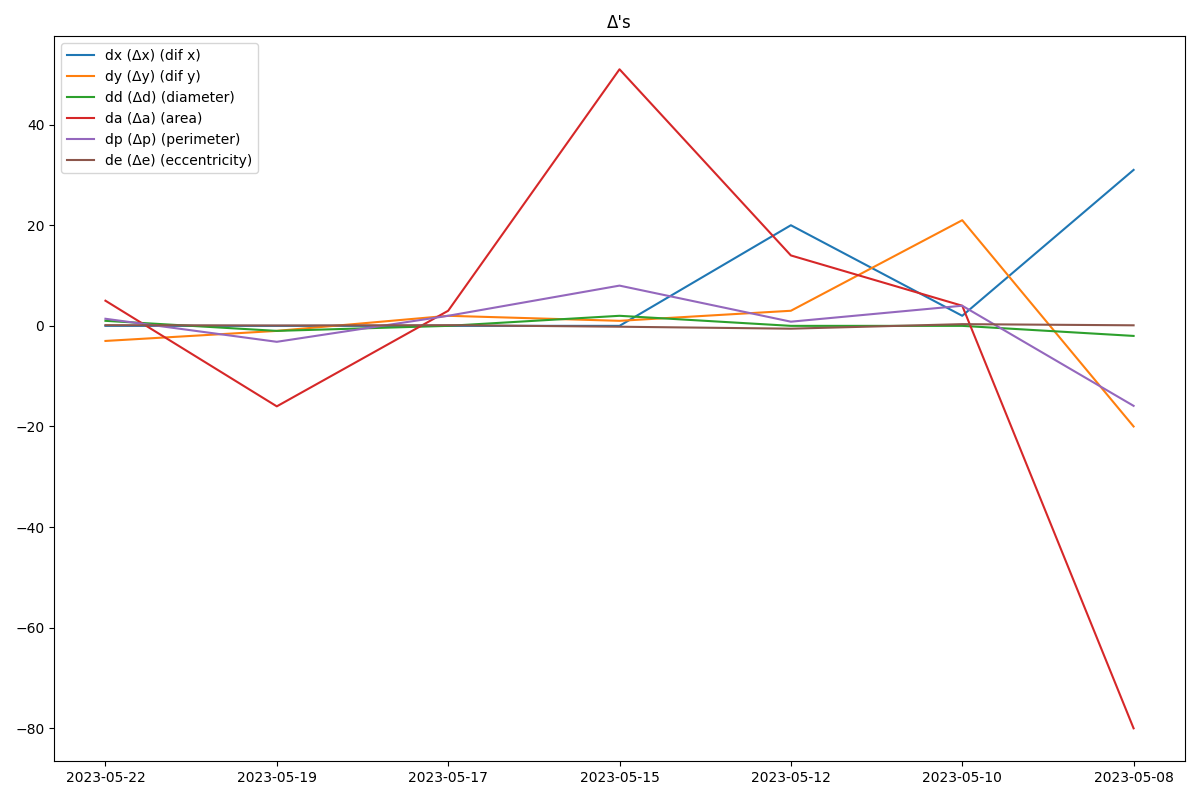 Δ's
dx (Δx) (dif x)
dy (Δy) (dif y)
dd (Δd) (diameter)
da (Δa) (area)
dp (Δp) (perimeter)
de (Δe) (eccentricity)
40
20
0
−20
−40
−60
−80
2023-05-22 2023-05-19 2023-05-17 2023-05-15 2023-05-12 2023-05-10 2023-05-08